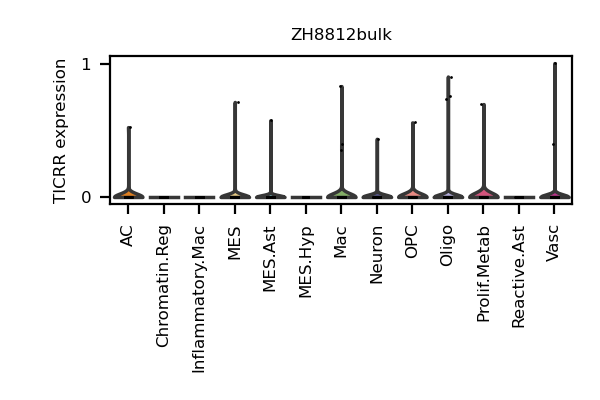 ZH8812bulk
TICRR expression
1
0
AC
Chromatin.Reg
Inflammatory.Mac
MES
MES.Ast
MES.Hyp
Mac
Neuron
OPC
Oligo
Prolif.Metab
Reactive.Ast
Vasc